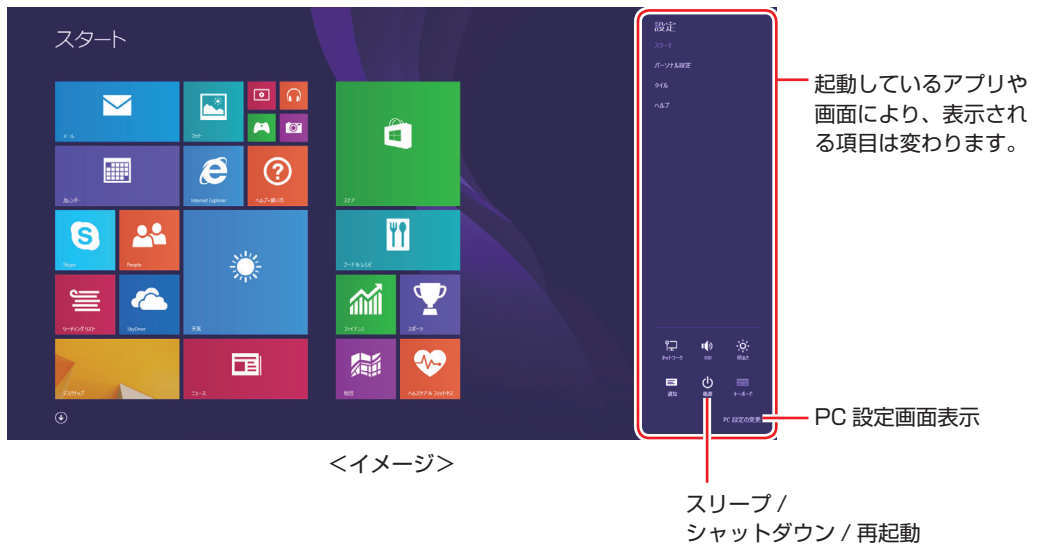 スタート
メール
フォト
カレンダー
Internet Explorer
ヘルプ+使い方
Skype
People
リーディングリスト
SkyDrive
天気
デスクトップ
ニュース
ストア
フード & レシピ
ファイナンス
スポーツ
地図
ヘルスケア & フィットネス
設定
スタート
パーソナル設定
タイル
ヘルプ
ネットワーク
100
明るさ
通知
電源
キーボード
PC 設定の変更
起動しているアプリや
画面により、表示され
る項目は変わります。
PC 設定画面表示
<イメージ>
スリープ /
シャットダウン / 再起動